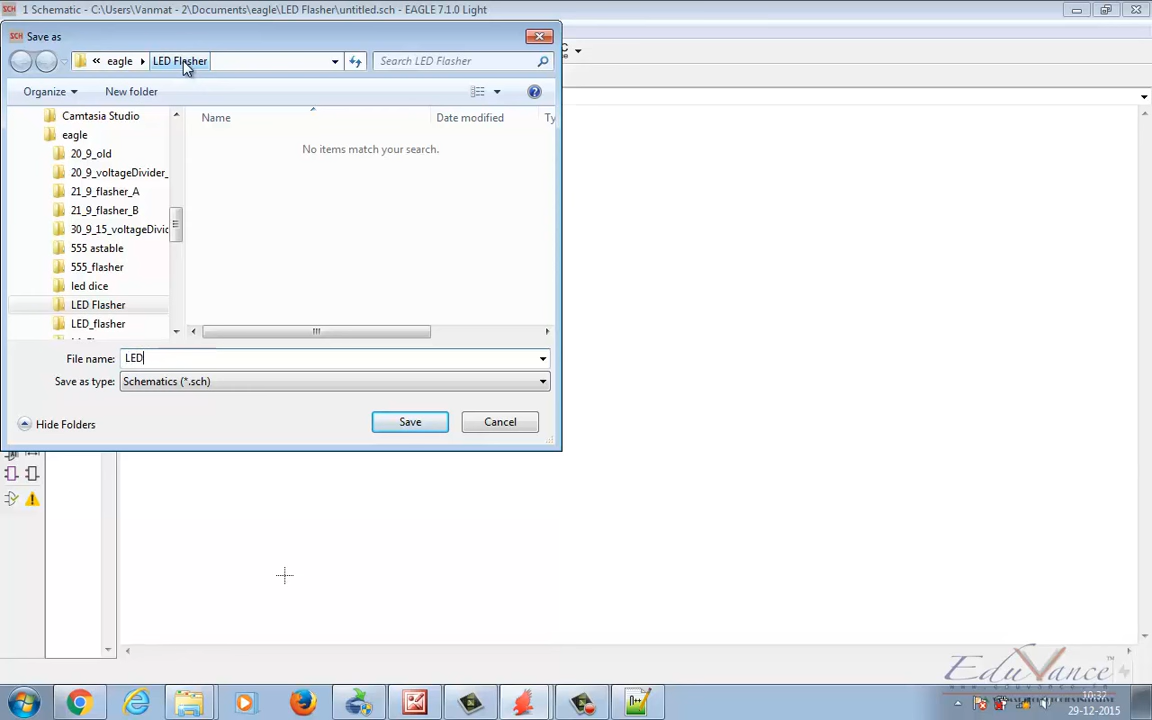 1 Schematic - C:\Users\Vanmat - 2\Documents\eagle\LED Flasher\untitled.sch - EAGLE 7.1.0 Light
Save as
« eagle LED Flasher
Search LED Flasher
Organize
New folder
Camtasia Studio
eagle
20_9_old
20_9_voltageDivider_
21_9_flasher_A
21_9_flasher_B
30_9_15_voltageDivic
555 astable
555_flasher
led dice
LED Flasher
LED_flasher
Name
Date modified
Ty
No items match your search.
File name: LED
Save as type: Schematics (*.sch)
Hide Folders
Save
Cancel
EduVance
10:32
29-12-2015